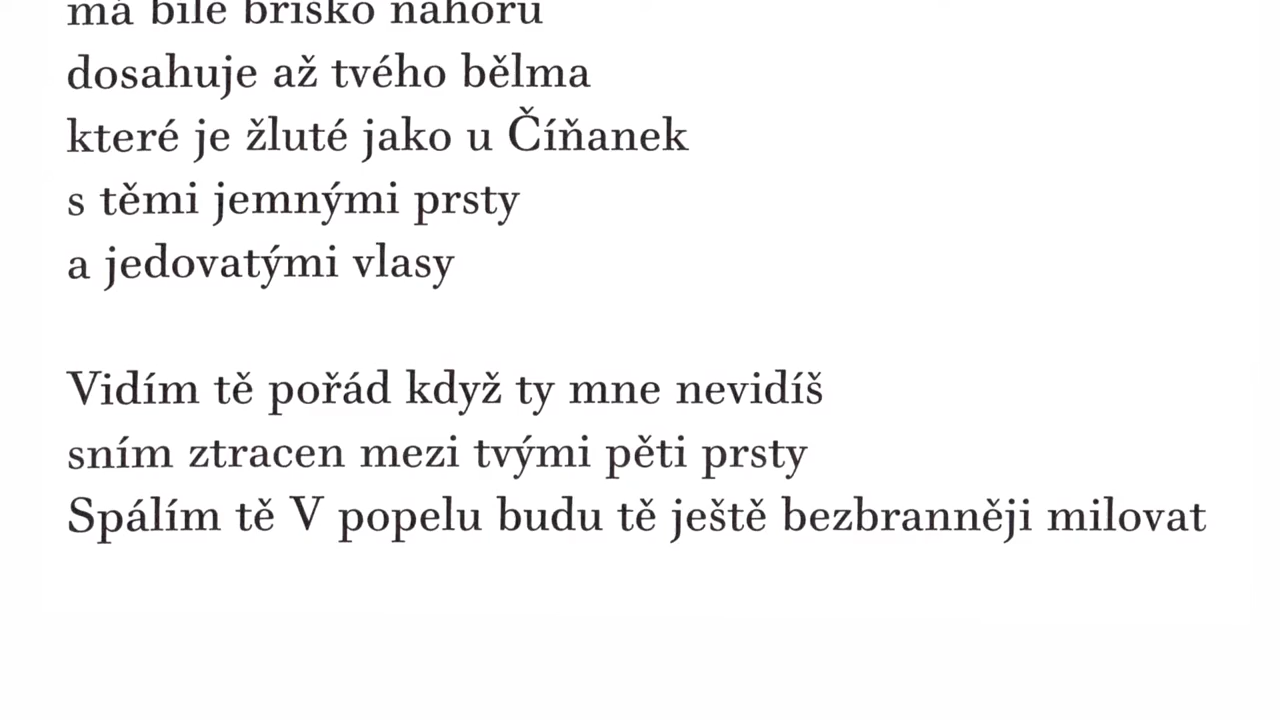 má bílé bříško nahoru
dosahuje až tvého bělma
které je žluté jako u Číňanek
s těmi jemnými prsty
a jedovatými vlasy
Vidím tě pořád když ty mne nevidíš
sním ztracen mezi tvými pěti prsty
Spálím tě V popelu budu tě ještě bezbranněji milovat